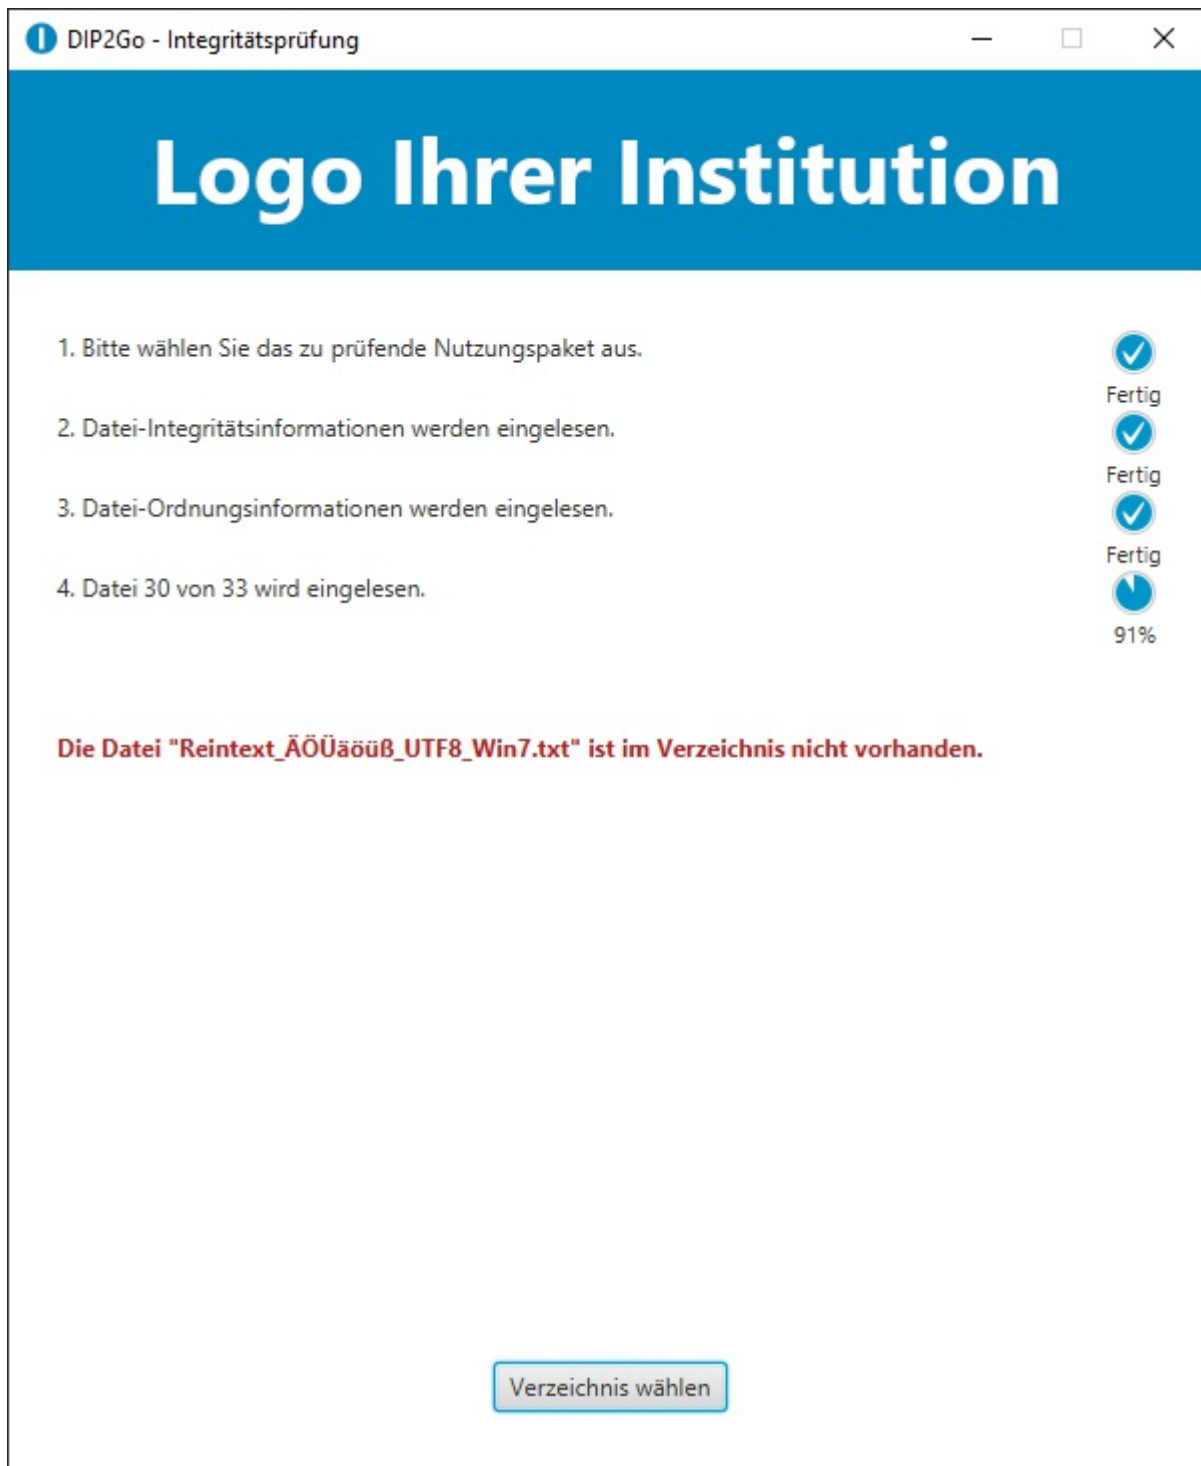 DIP2Go - Integritätsprüfung
Logo Ihrer Institution
1. Bitte wählen Sie das zu prüfende Nutzungspaket aus.
Fertig
2. Datei-Integritätsinformationen werden eingelesen.
Fertig
3. Datei-Ordnungsinformationen werden eingelesen.
Fertig
4. Datei 30 von 33 wird eingelesen.
91%
Die Datei "Reintext_ÄÖÜäöüß_UTF8_Win7.txt" ist im Verzeichnis nicht vorhanden.
Verzeichnis wählen